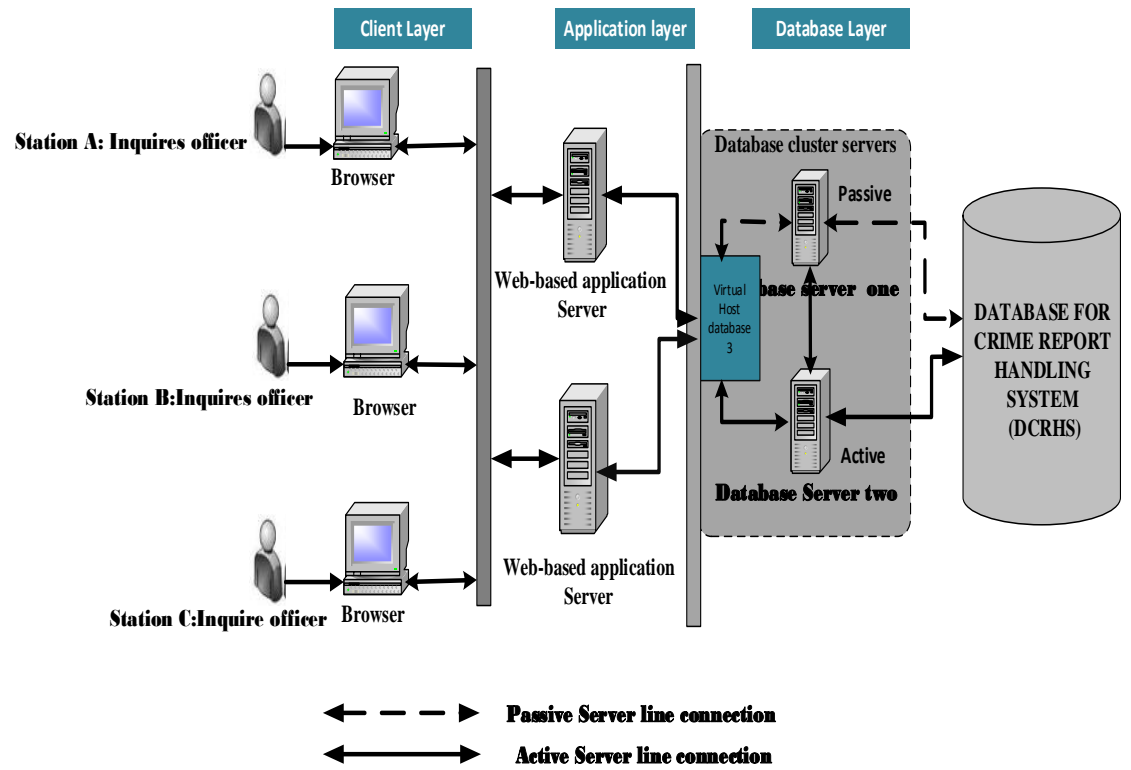 Client Layer
Application layer
Database Layer
Station A: Inquires officer
Browser
Database cluster servers
Passive
Web-based application
Server
Virtual
Host
database
3
base server one
DATABASE FOR
CRIME REPORT
HANDLING
SYSTEM
(DCRHS)
Station B:Inquires officer
Browser
Active
Database Server two
Web-based application
Server
Station C:Inquire officer
Browser
Passive Server line connection
Active Server line connection